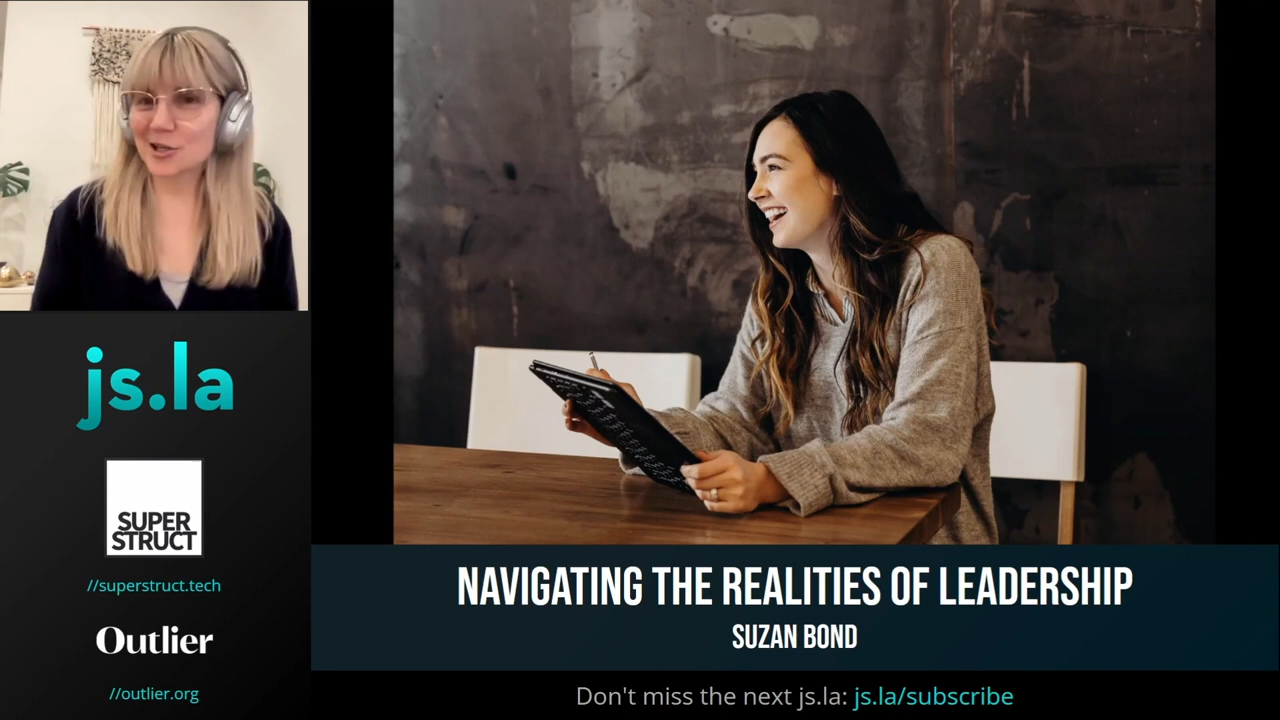 js.la
SUPER
STRUCT
//superstruct.tech
Outlier
//outlier.org
NAVIGATING THE REALITIES OF LEADERSHIP
SUZAN BOND
Don't miss the next js.la: js.la/subscribe